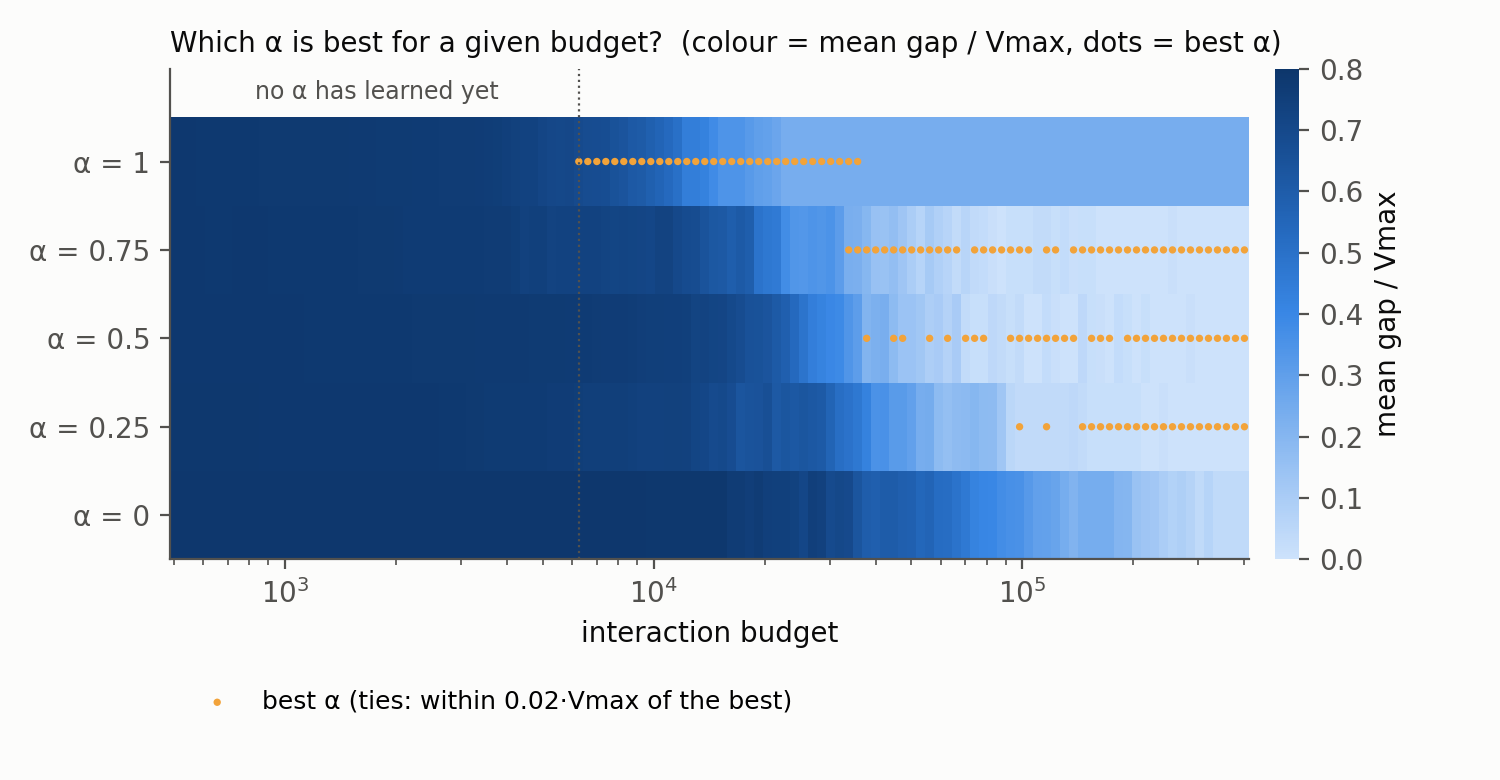 Which α is best for a given budget?  (colour = mean gap / Vmax, dots = best α)
no α has learned yet
α = 1
α = 0.75
α = 0.5
α = 0.25
α = 0
10³
10⁴
10⁵
interaction budget
0.8
0.7
0.6
0.5
0.4
0.3
0.2
0.1
0.0
mean gap / Vmax
best α (ties: within 0.02·Vmax of the best)